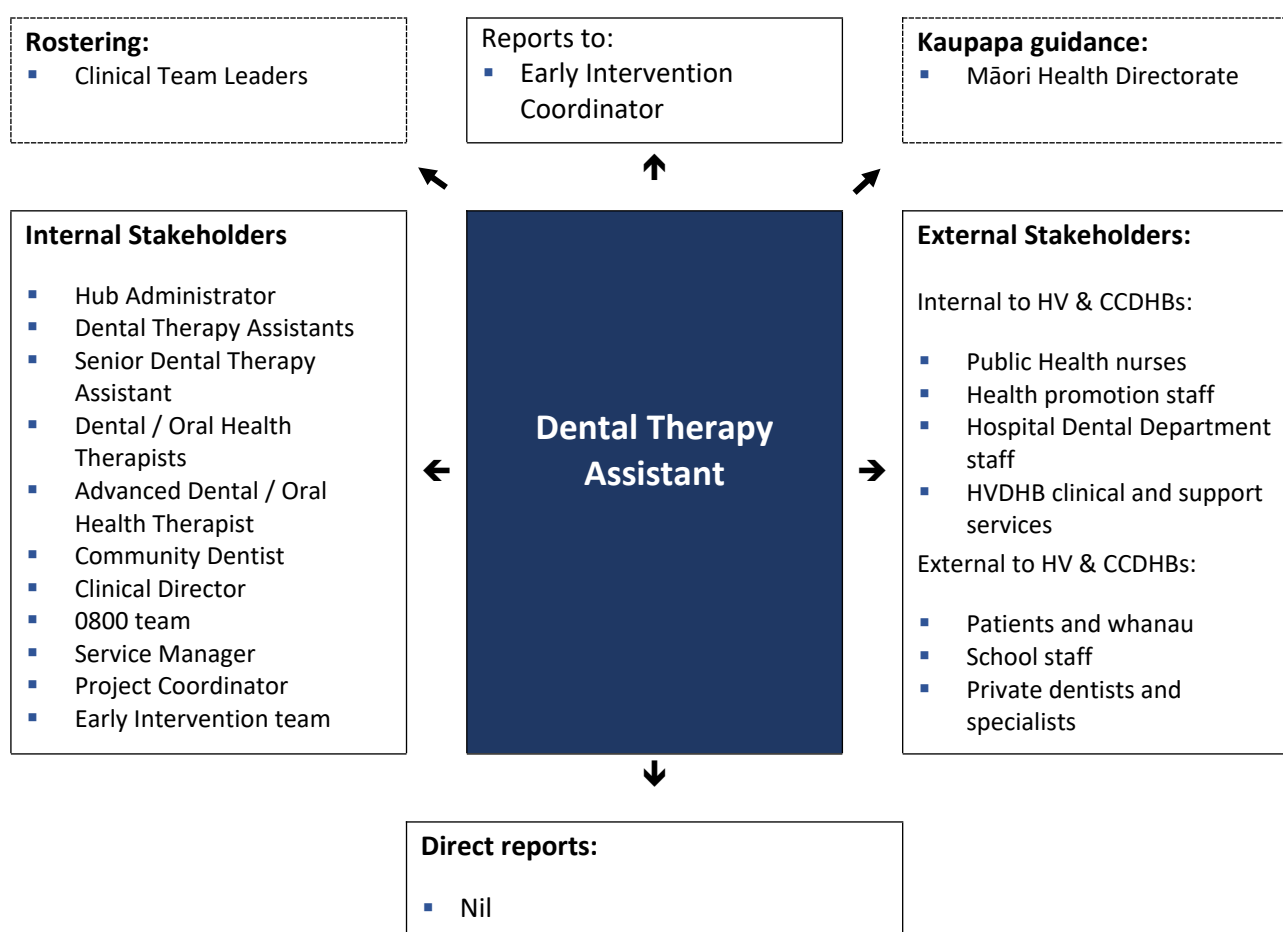 Rostering:
▪ Clinical Team Leaders
Reports to:
▪ Early Intervention
Coordinator
Kaupapa guidance:
▪ Māori Health Directorate
Internal Stakeholders
▪ Hub Administrator
▪ Dental Therapy Assistants
▪ Senior Dental Therapy
Assistant
▪ Dental / Oral Health
Therapists
▪ Advanced Dental / Oral
Health Therapist
▪ Community Dentist
▪ Clinical Director
▪ 0800 team
▪ Service Manager
▪ Project Coordinator
▪ Early Intervention team
Dental Therapy
Assistant
External Stakeholders:
Internal to HV & CCDHBs:
▪ Public Health nurses
▪ Health promotion staff
▪ Hospital Dental Department
staff
▪ HVDHB clinical and support
services
External to HV & CCDHBs:
▪ Patients and whanau
▪ School staff
▪ Private dentists and
specialists
Direct reports:
▪ Nil